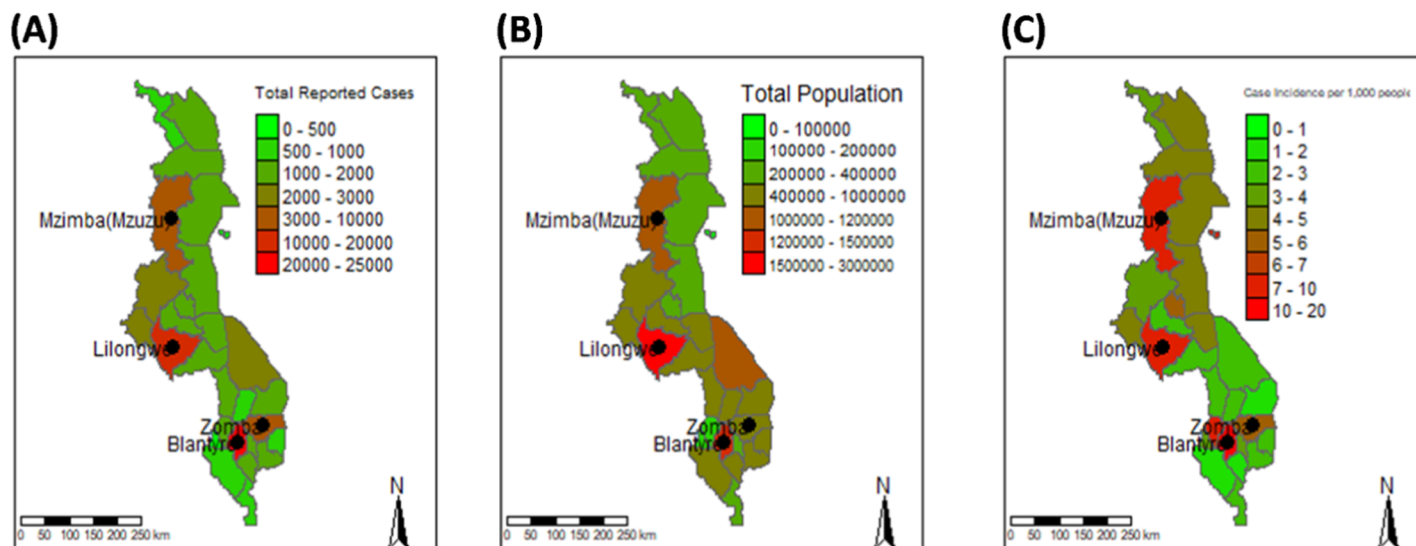 (A)
Total Reported Cases
0 - 500
500 - 1000
1000 - 2000
2000 - 3000
3000 - 10000
10000 - 20000
20000 - 25000
Mzimba(Mzuzu)
Lilongwe
Zomba
Blantyre
N
0 50 100 150 200 250 km
(B)
Total Population
0 - 100000
100000 - 200000
200000 - 400000
400000 - 1000000
1000000 - 1200000
1200000 - 1500000
1500000 - 3000000
Mzimba(Mzuzu)
Lilongwe
Zomba
Blantyre
N
0 50 100 150 200 250 km
(C)
Case Incidence per 1,000 people
0 - 1
1 - 2
2 - 3
3 - 4
4 - 5
5 - 6
6 - 7
7 - 10
10 - 20
Mzimba(Mzuzu)
Lilongwe
Zomba
Blantyre
N
0 50 100 150 200 250 km